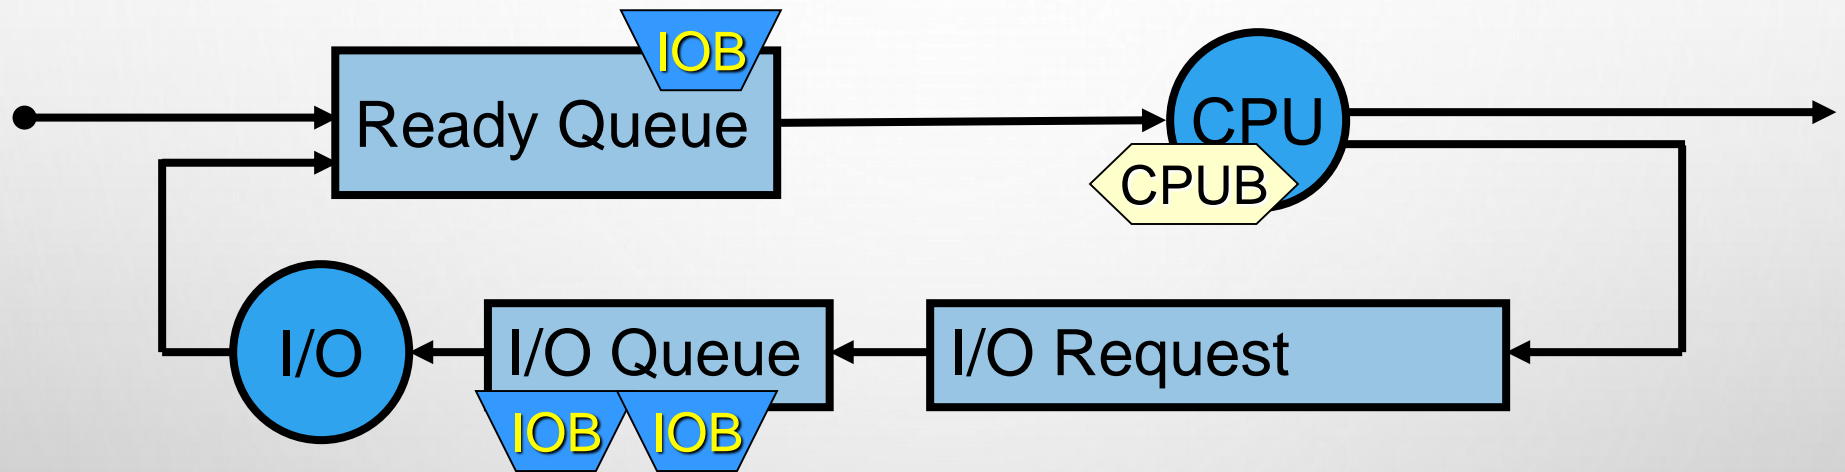 IOB
Ready Queue
CPU
CPUB
I/O
I/O Queue
I/O Request
IOB
IOB